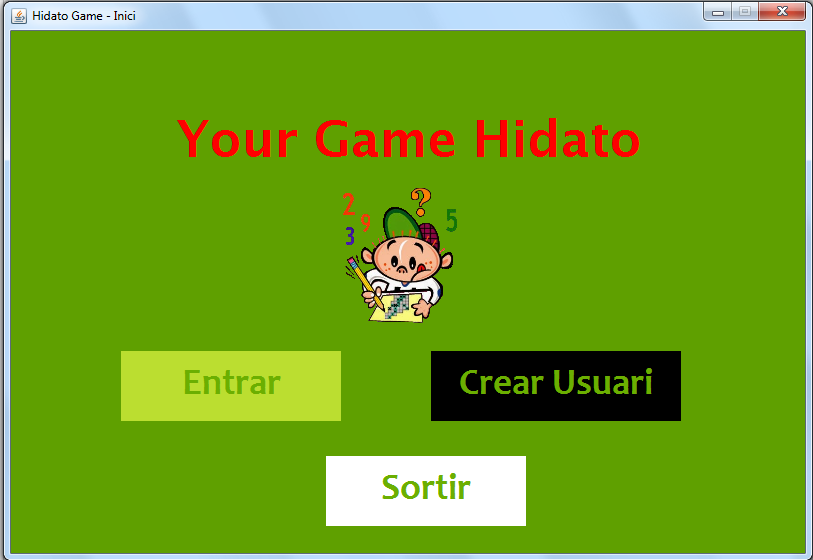 Hidato Game - Inici
Your Game Hidato
?
2
9
5
3
Entrar
Crear Usuari
Sortir